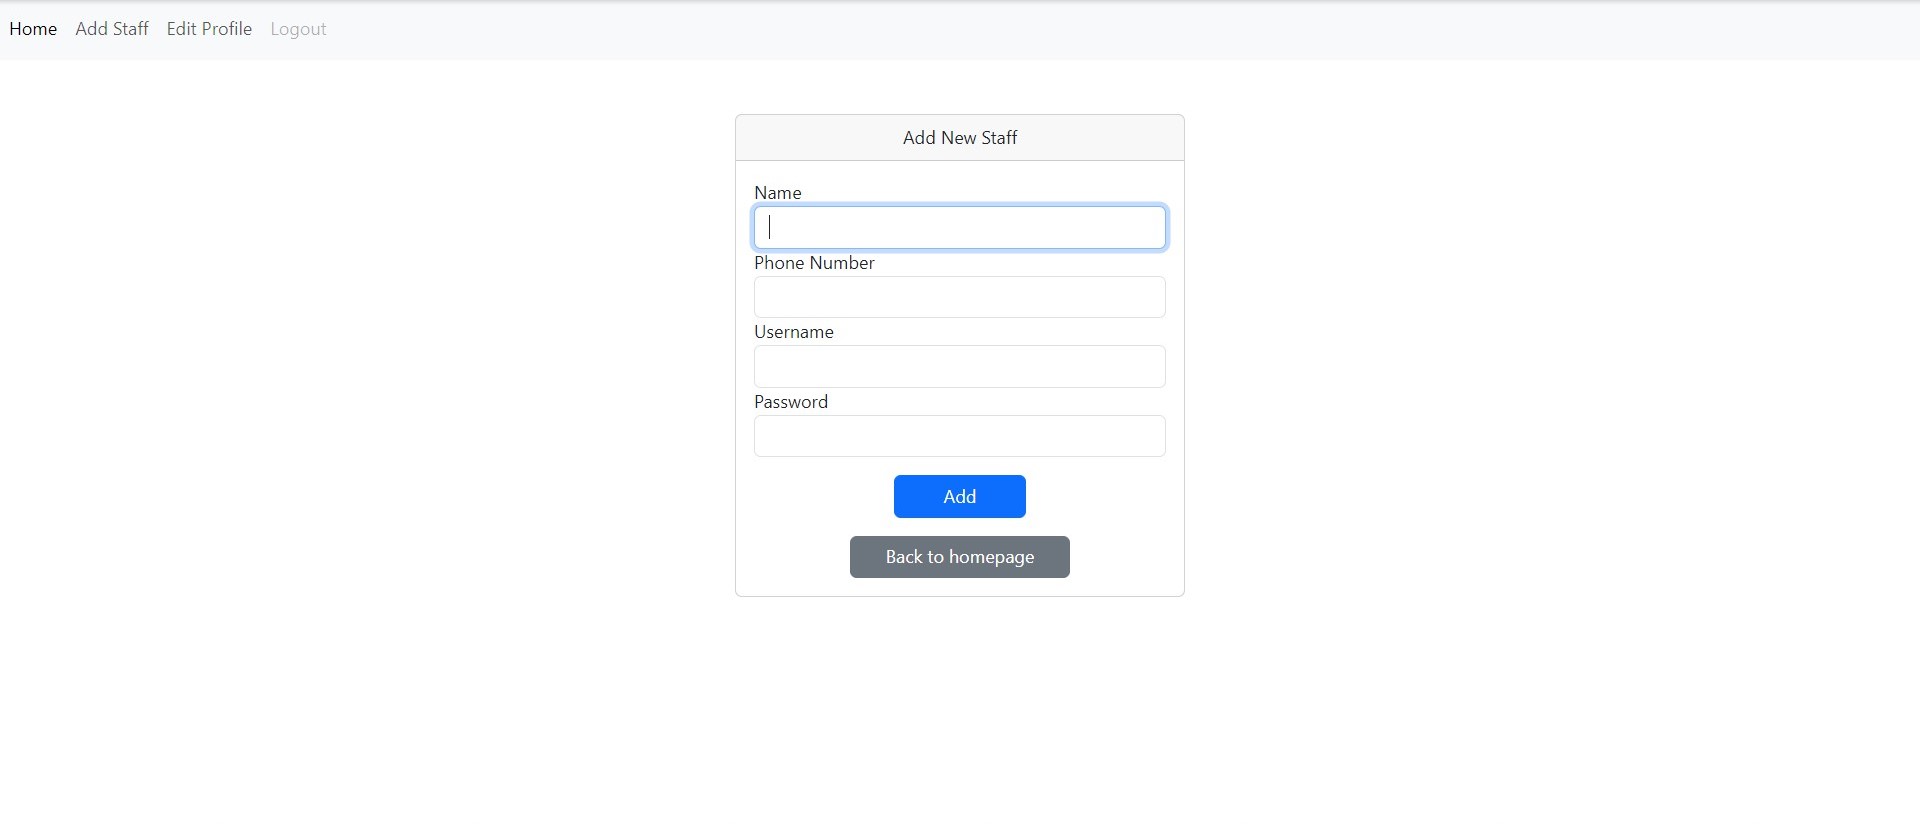 Home Add Staff Edit Profile Logout
Add New Staff
Name
Phone Number
Username
Password
Add
Back to homepage